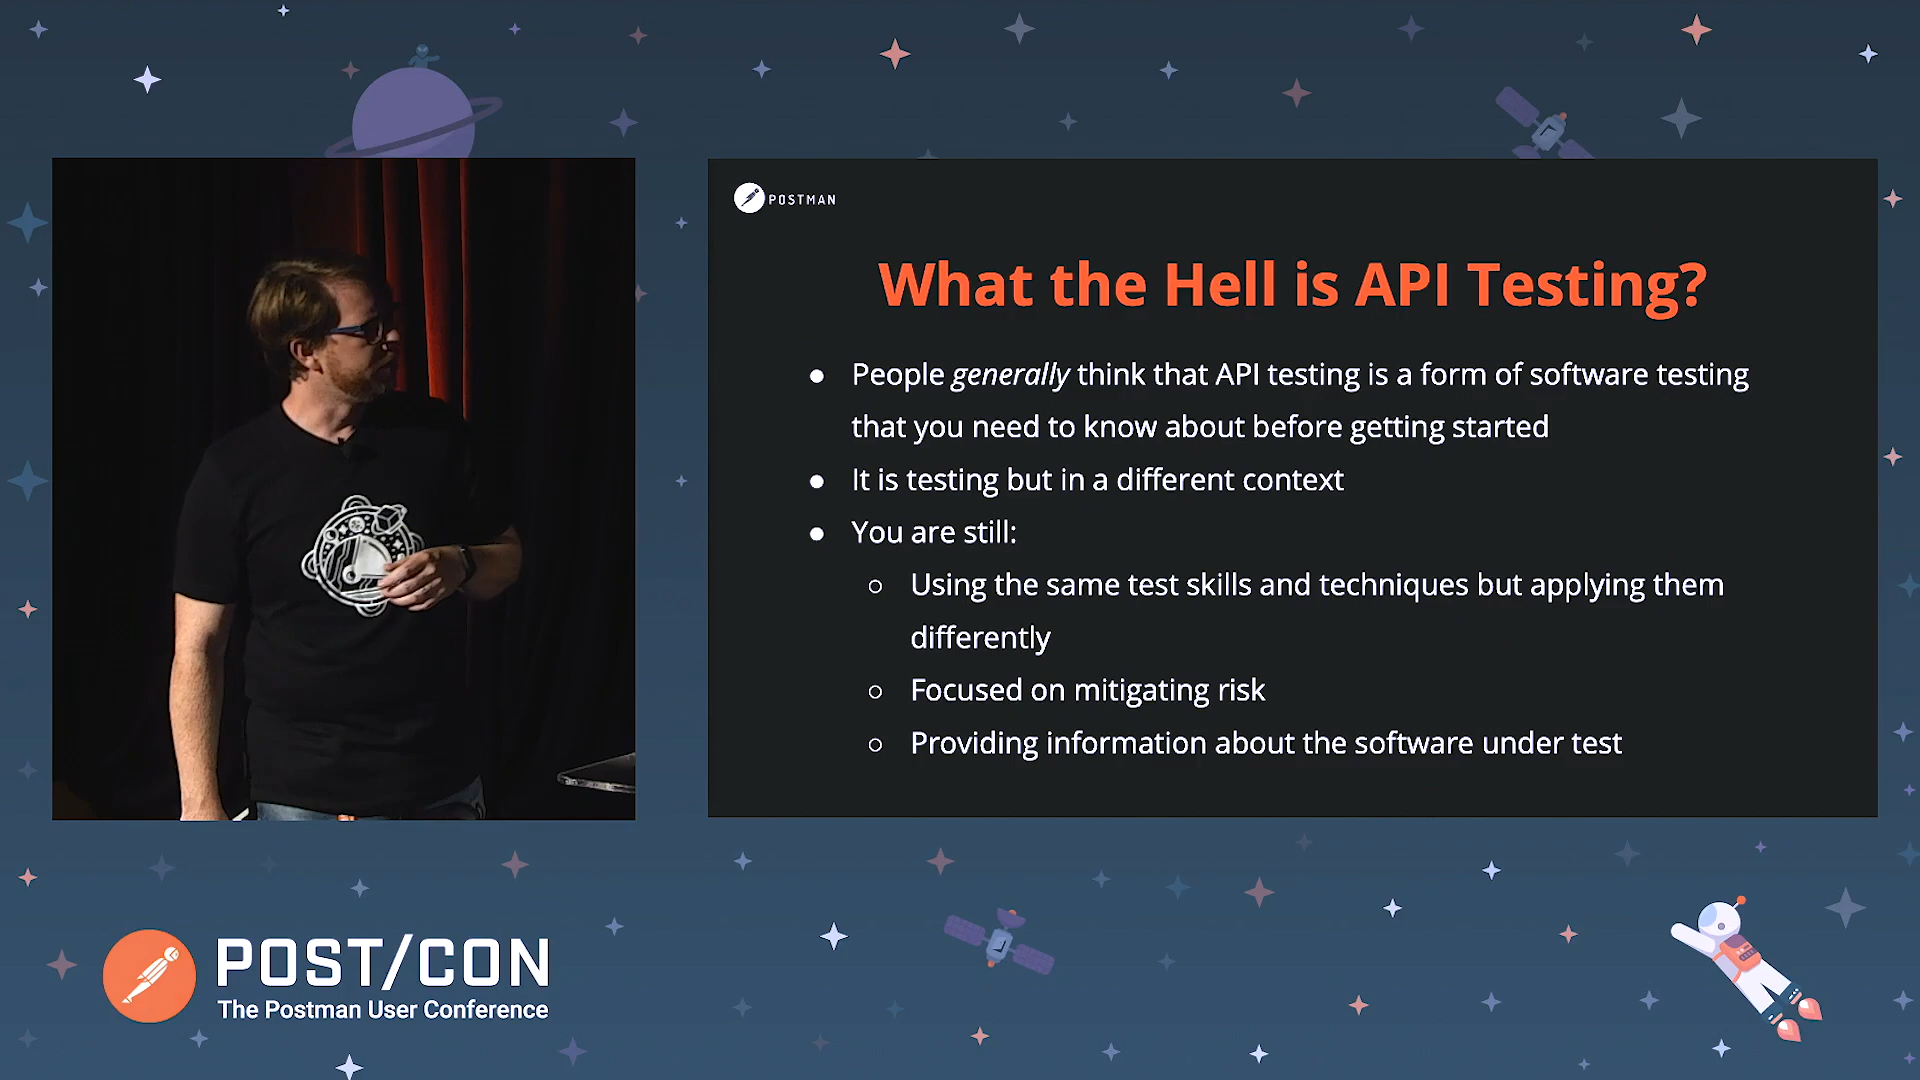 POSTMAN
What the Hell is API Testing?
● People generally think that API testing is a form of software testing
that you need to know about before getting started
● It is testing but in a different context
● You are still:
○ Using the same test skills and techniques but applying them
differently
○ Focused on mitigating risk
○ Providing information about the software under test
POST/CON
The Postman User Conference